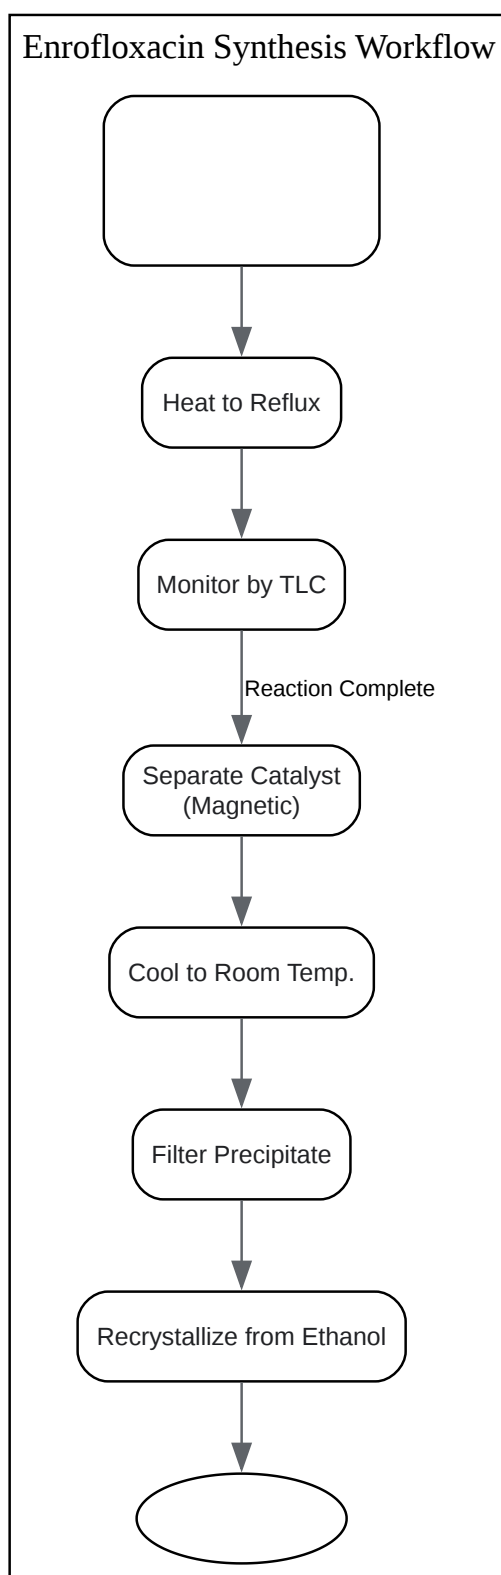 Enrofloxacin Synthesis Workflow
Heat to Reflux
Monitor by TLC
Reaction Complete
Separate Catalyst
(Magnetic)
Cool to Room Temp.
Filter Precipitate
Recrystallize from Ethanol